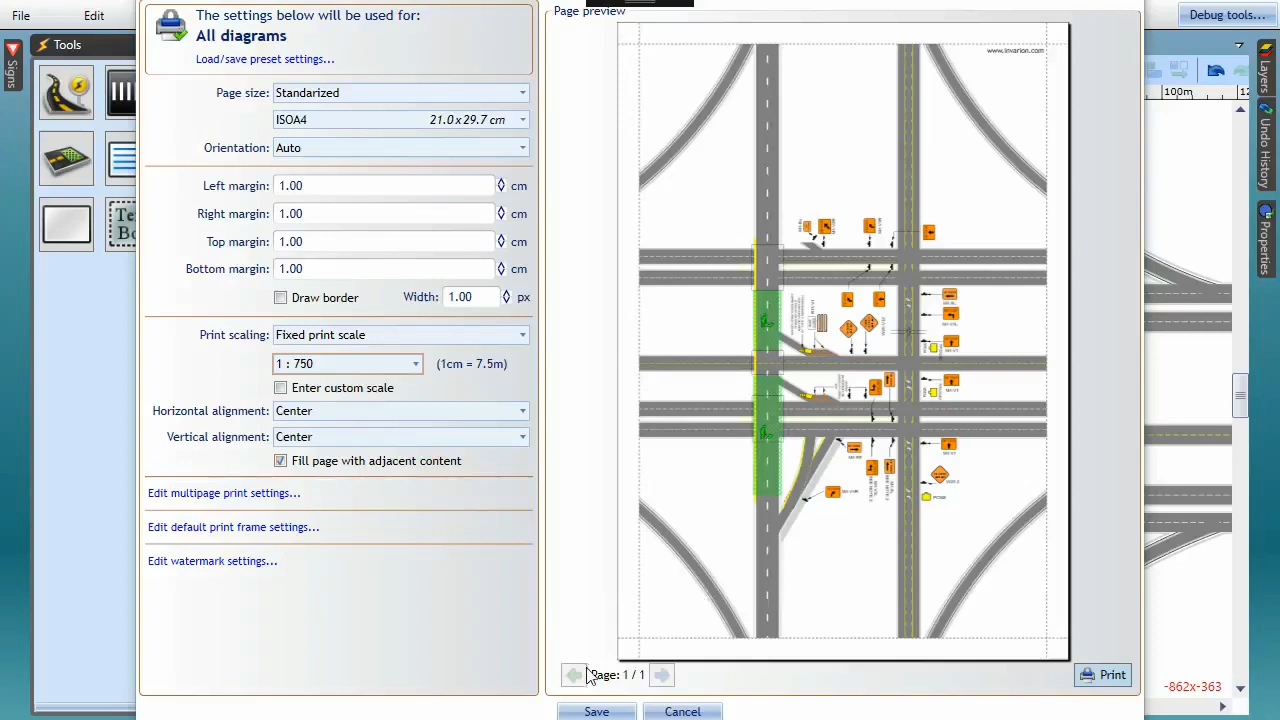 File
Edit
The settings below will be used for:
All diagrams
Load/save preset settings
Page size:
Standarized
ISOA4
21.0 x 29.7 cm
Orientation:
Auto
Left margin:
1.00
cm
Right margin:
1.00
cm
Top margin:
1.00
cm
Bottom margin:
1.00
cm
Draw border
Width:
1.00
px
Print scaling:
Fixed print scale
1 : 750
(1cm = 7.5m)
Enter custom scale
Horizontal alignment:
Center
Vertical alignment:
Center
Fill page with adjacent content
Edit multipage print settings...
Edit default print frame settings...
Edit watermark settings...
Page preview
www.invarion.com
Page: 1 / 1
Print
Save
Cancel
Signs
Tools
Debug tools...
100m
Layers
Undo History
Properties
-862x-363